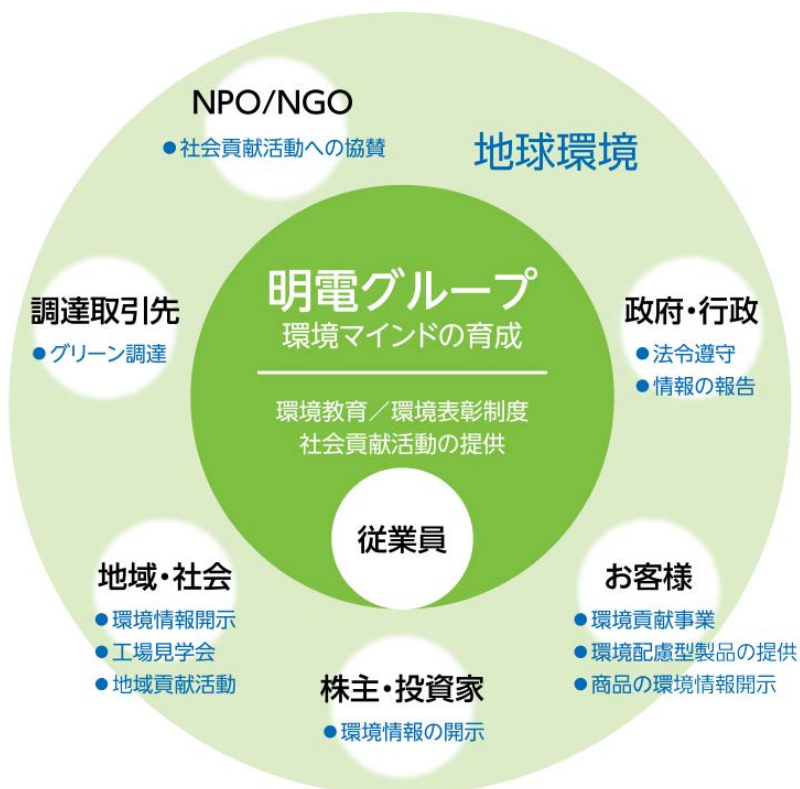 NPO/NGO
●社会貢献活動への協賛
地球環境
明電グループ
環境マインドの育成
環境教育／環境表彰制度
社会貢献活動の提供
従業員
調達取引先
●グリーン調達
政府・行政
●法令遵守
●情報の報告
地域・社会
●環境情報開示
●工場見学会
●地域貢献活動
お客様
●環境貢献事業
●環境配慮型製品の提供
●商品の環境情報開示
株主・投資家
●環境情報の開示